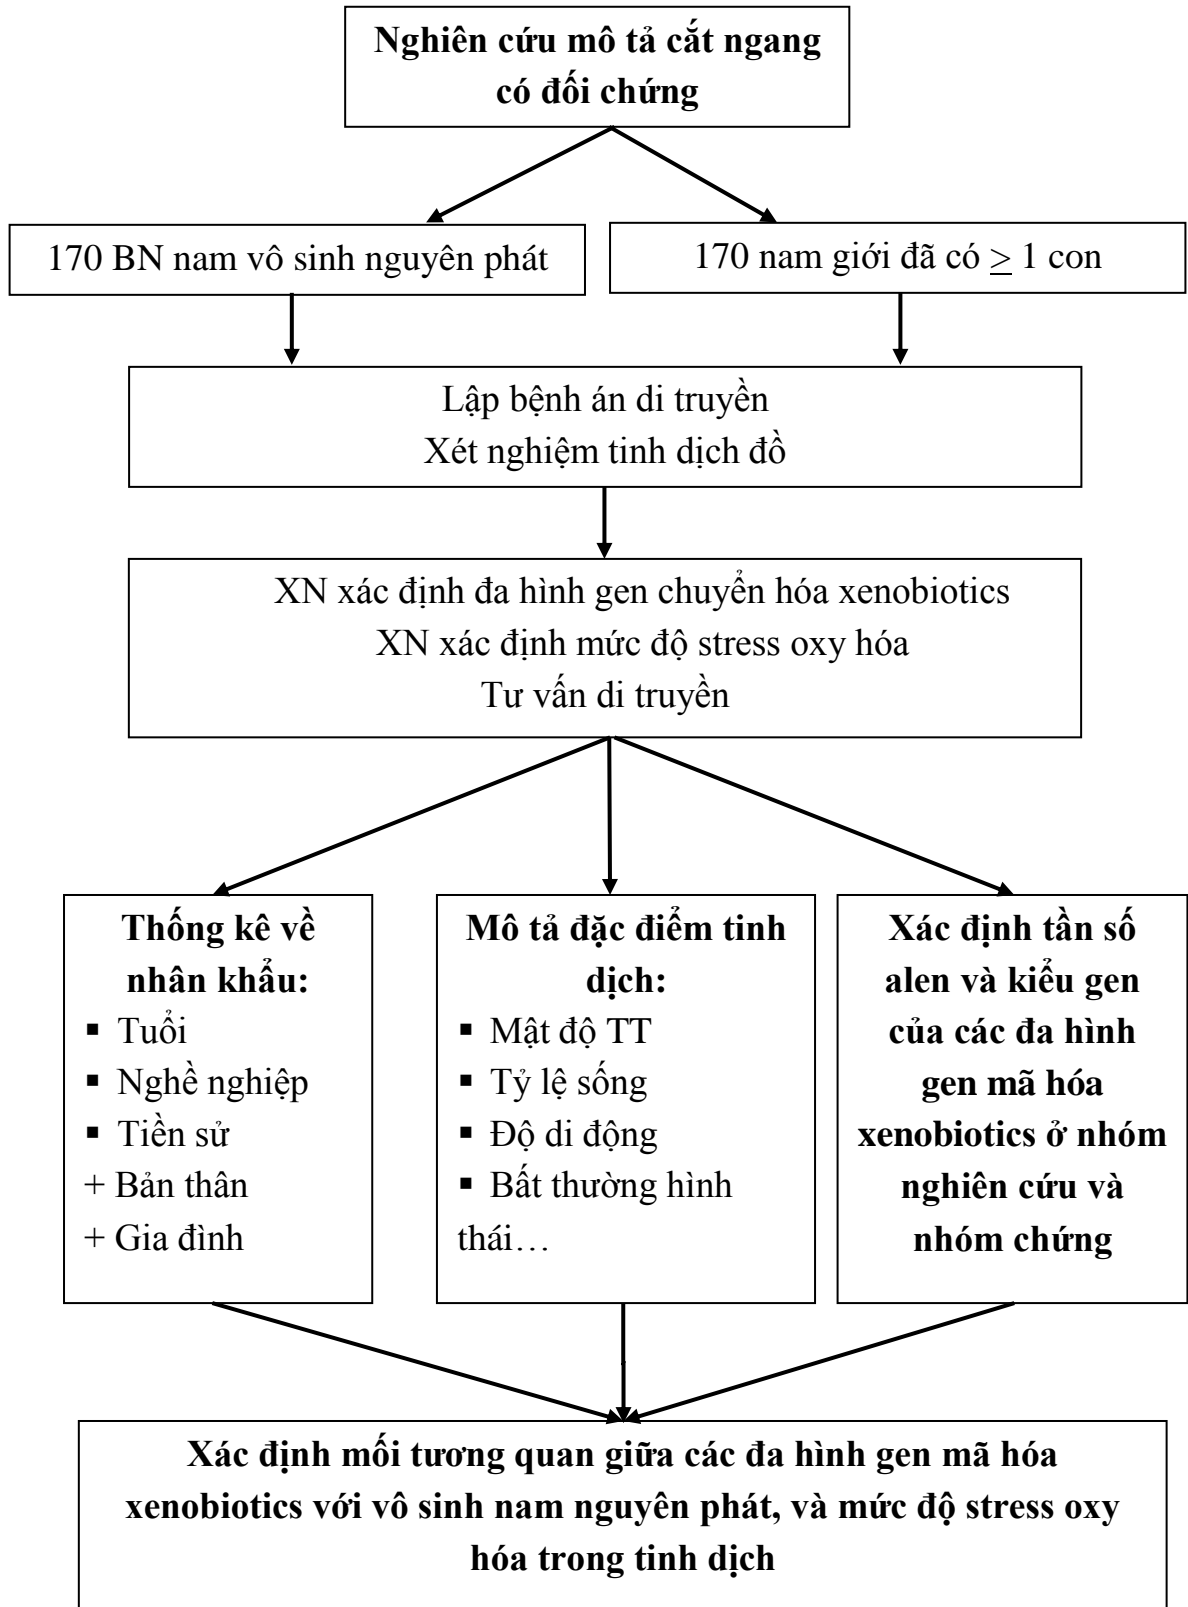 Nghiên cứu mô tả cắt ngang
có đối chứng
170 BN nam vô sinh nguyên phát
170 nam giới đã có ≥ 1 con
Lập bệnh án di truyền
Xét nghiệm tinh dịch đồ
XN xác định đa hình gen chuyển hóa xenobiotics
XN xác định mức độ stress oxy hóa
Tư vấn di truyền
Thống kê về
nhân khẩu:
▪ Tuổi
▪ Nghề nghiệp
▪ Tiền sử
+ Bản thân
+ Gia đình
Mô tả đặc điểm tinh
dịch:
▪ Mật độ TT
▪ Tỷ lệ sống
▪ Độ di động
▪ Bất thường hình
thái…
Xác định tần số
alen và kiểu gen
của các đa hình
gen mã hóa
xenobiotics ở nhóm
nghiên cứu và
nhóm chứng
Xác định mối tương quan giữa các đa hình gen mã hóa
xenobiotics với vô sinh nam nguyên phát, và mức độ stress oxy
hóa trong tinh dịch